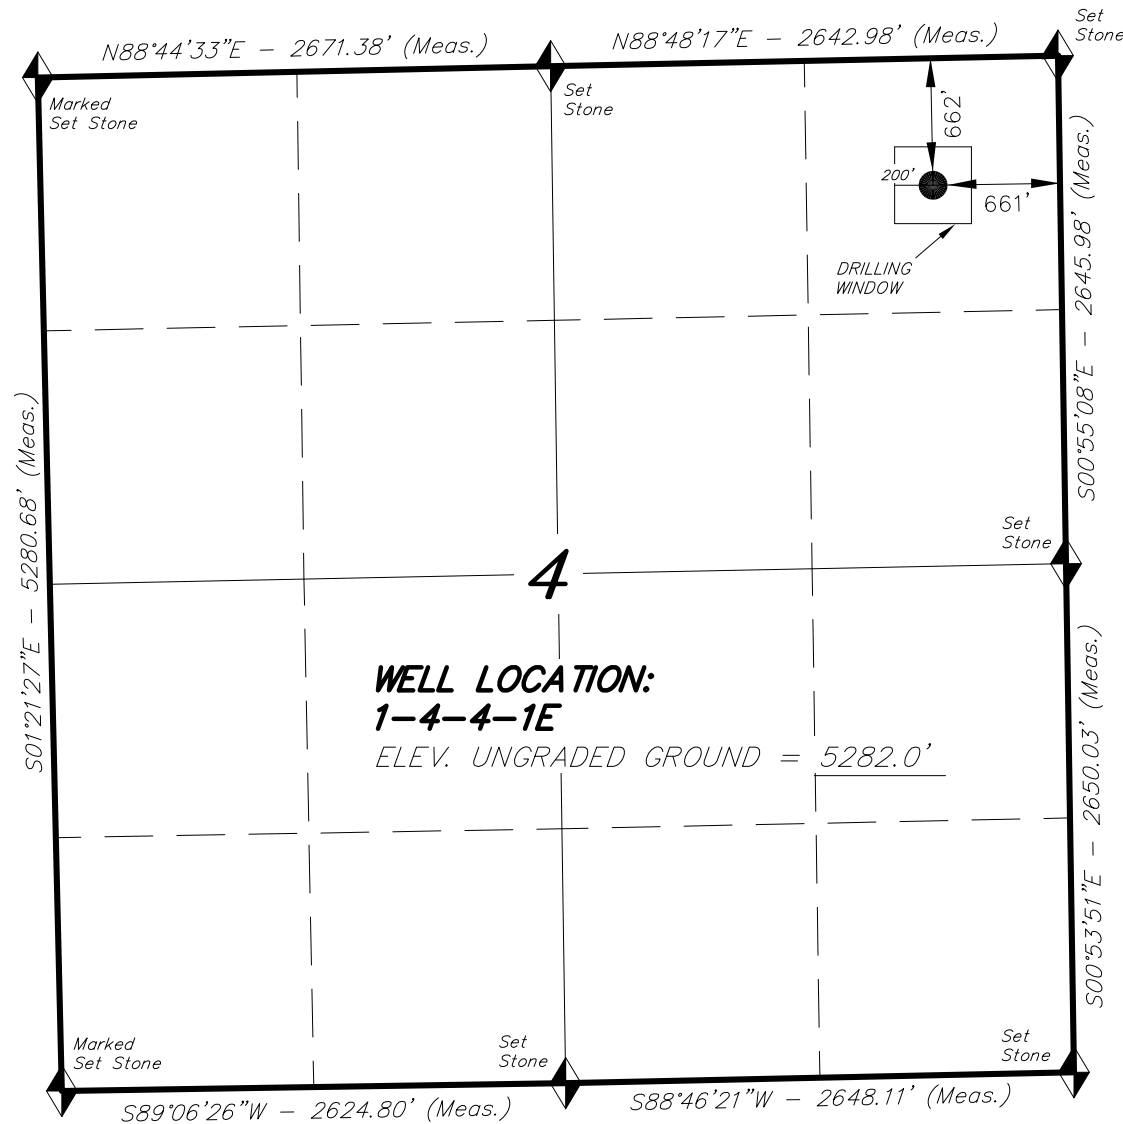 N88°44'33"E - 2671.38' (Meas.)
N88°48'17"E - 2642.98' (Meas.)
Set
Stone
Marked
Set Stone
Set
Stone
662'
200'
661'
DRILLING
WINDOW
S00°55'08"E - 2645.98' (Meas.)
S01°21'27"E - 5280.68' (Meas.)
Set
Stone
4
WELL LOCATION:
1-4-4-1E
ELEV. UNGRADED GROUND = 5282.0'
S00°53'51"E - 2650.03' (Meas.)
Marked
Set Stone
Set
Stone
Set
Stone
S89°06'26"W - 2624.80' (Meas.)
S88°46'21"W - 2648.11' (Meas.)